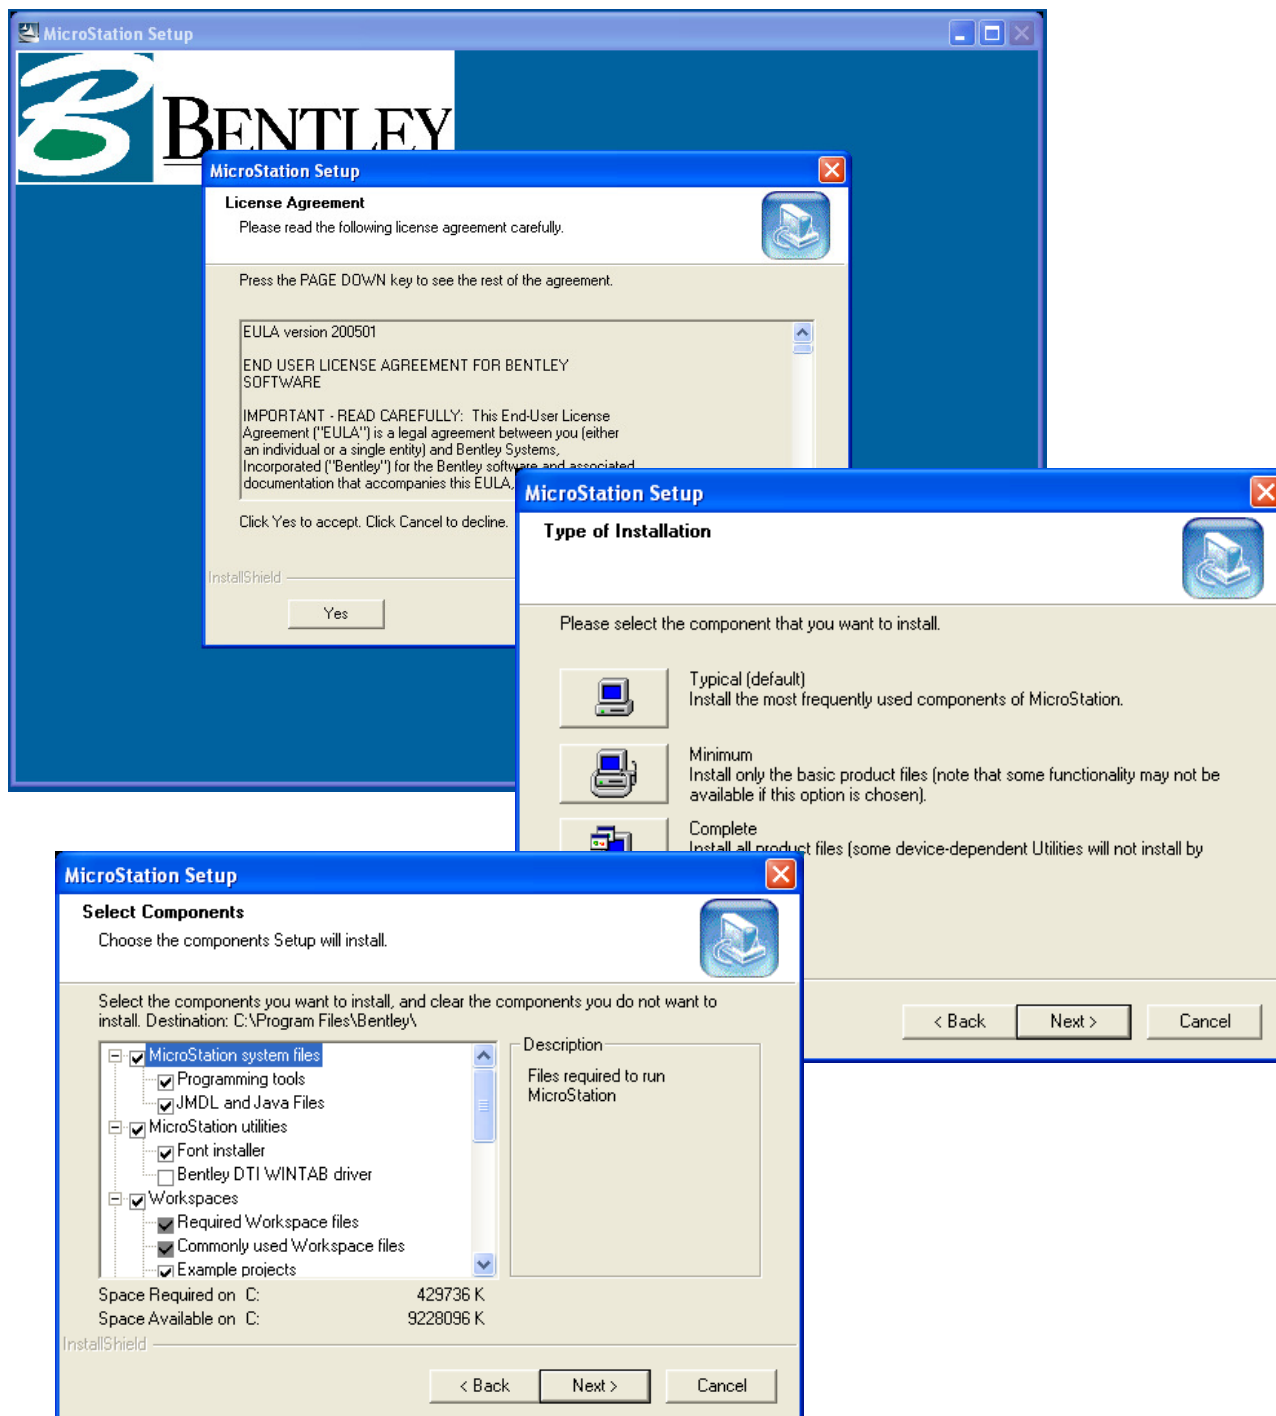 MicroStation Setup
BENTLEY
MicroStation Setup
License Agreement
Please read the following license agreement carefully.
Press the PAGE DOWN key to see the rest of the agreement.
EULA version 200501
END USER LICENSE AGREEMENT FOR BENTLEY
SOFTWARE
IMPORTANT - READ CAREFULLY: This End-User License
Agreement ("EULA") is a legal agreement between you (either
an individual or a single entity) and Bentley Systems,
Incorporated ("Bentley") for the Bentley software and associated
documentation that accompanies this EULA,
Click Yes to accept. Click Cancel to decline.
InstallShield
Yes
MicroStation Setup
Type of Installation
Please select the component that you want to install.
Typical (default)
Install the most frequently used components of MicroStation.
Minimum
Install only the basic product files (note that some functionality may not be
available if this option is chosen).
Complete
Install all product files (some device-dependent Utilities will not install by
< Back
Next >
Cancel
MicroStation Setup
Select Components
Choose the components Setup will install.
Select the components you want to install, and clear the components you do not want to
install. Destination: C:\Program Files\Bentley\
MicroStation system files
Programming tools
JMDL and Java Files
MicroStation utilities
Font installer
Bentley DTI WINTAB driver
Workspaces
Required Workspace files
Commonly used Workspace files
Example projects
Description
Files required to run
MicroStation
Space Required on C: 429736 K
Space Available on C: 9228096 K
InstallShield
< Back
Next >
Cancel